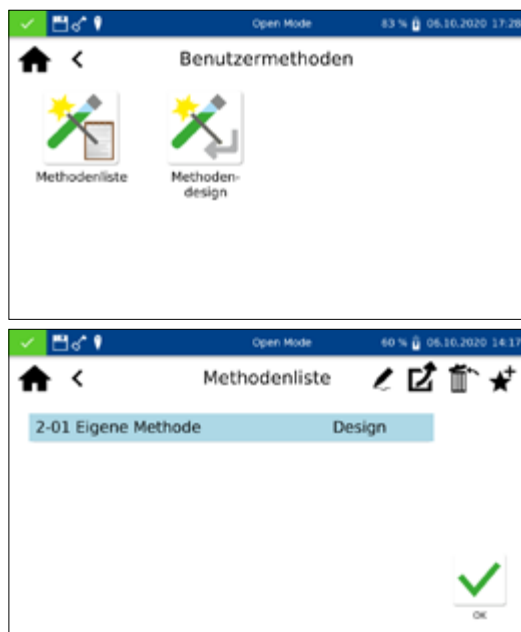 Open Mode 83 % 06.10.2020 17:28
Benutzermethoden
Methodenliste Methoden-
design
Open Mode 60 % 06.10.2020 14:17
Methodenliste
2-01 Eigene Methode Design
OK